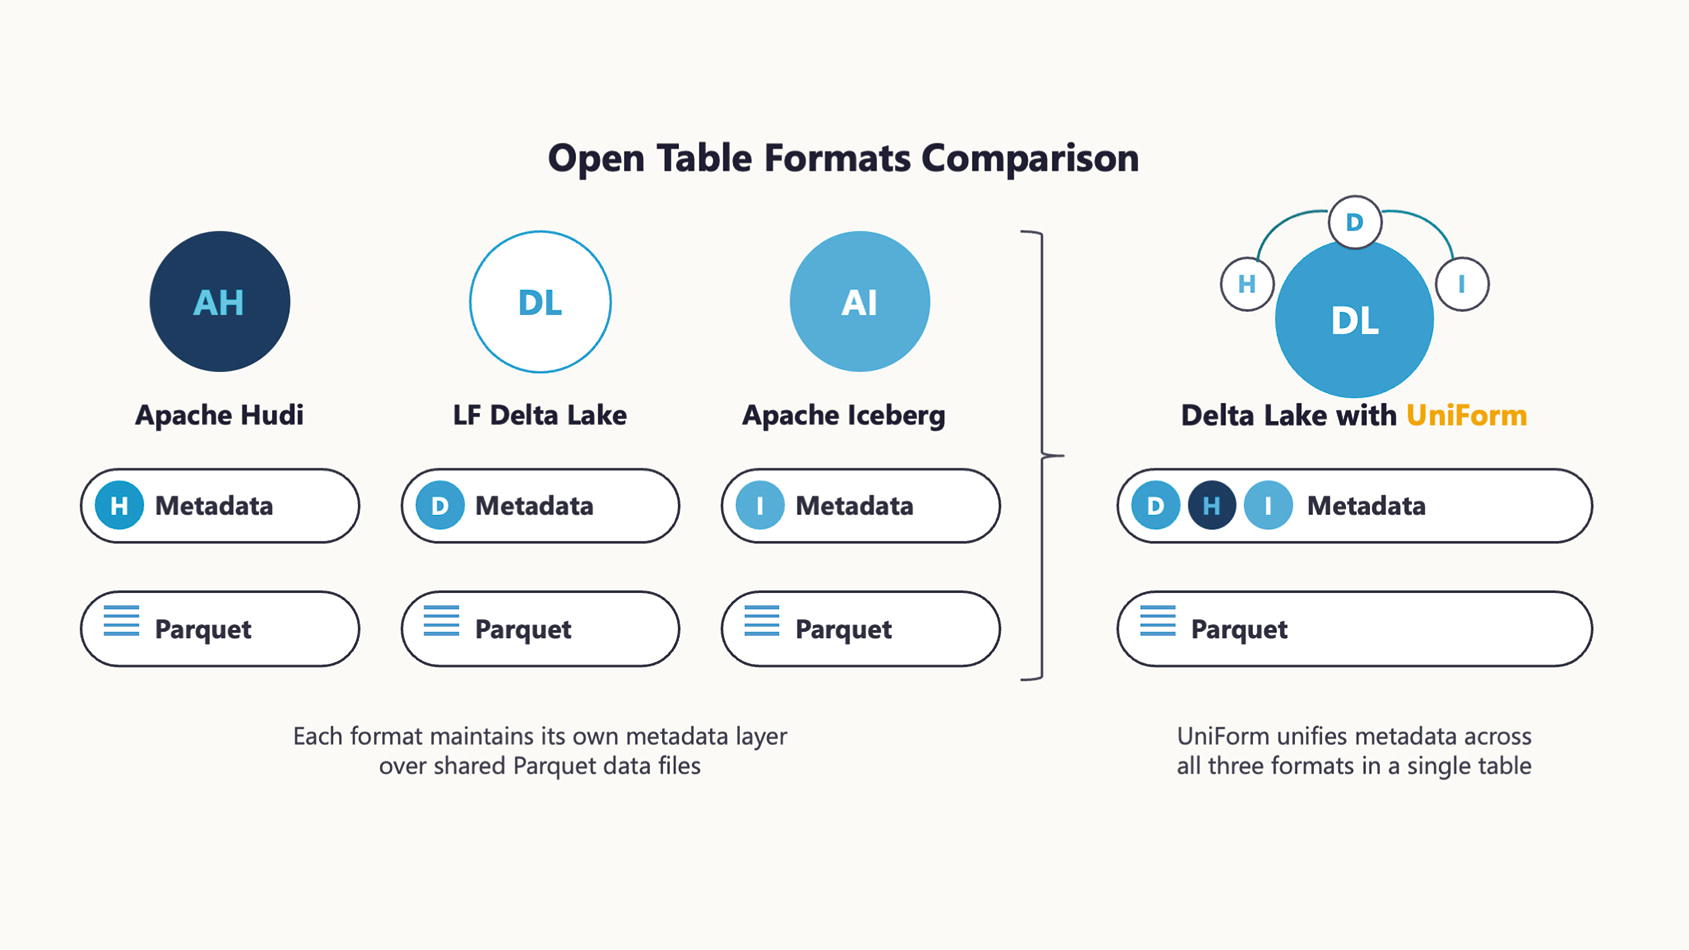 Open Table Formats Comparison
AH
DL
AI
H
D
I
DL
Apache Hudi
LF Delta Lake
Apache Iceberg
Delta Lake with UniForm
H Metadata
D Metadata
I Metadata
D H I Metadata
Parquet
Parquet
Parquet
Parquet
Each format maintains its own metadata layer
over shared Parquet data files
UniForm unifies metadata across
all three formats in a single table